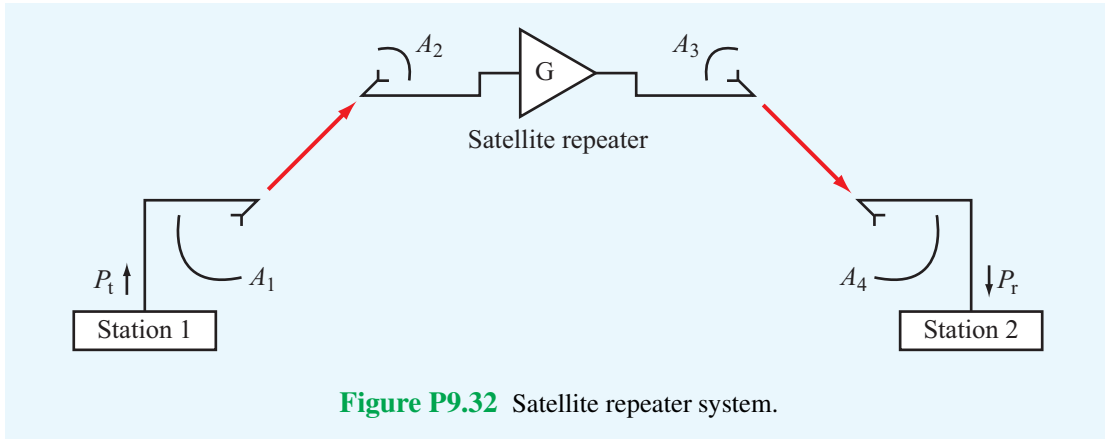 A2
G
A3
Satellite repeater
Pt
A1
A4
Pr
Station 1
Station 2
Figure P9.32 Satellite repeater system.